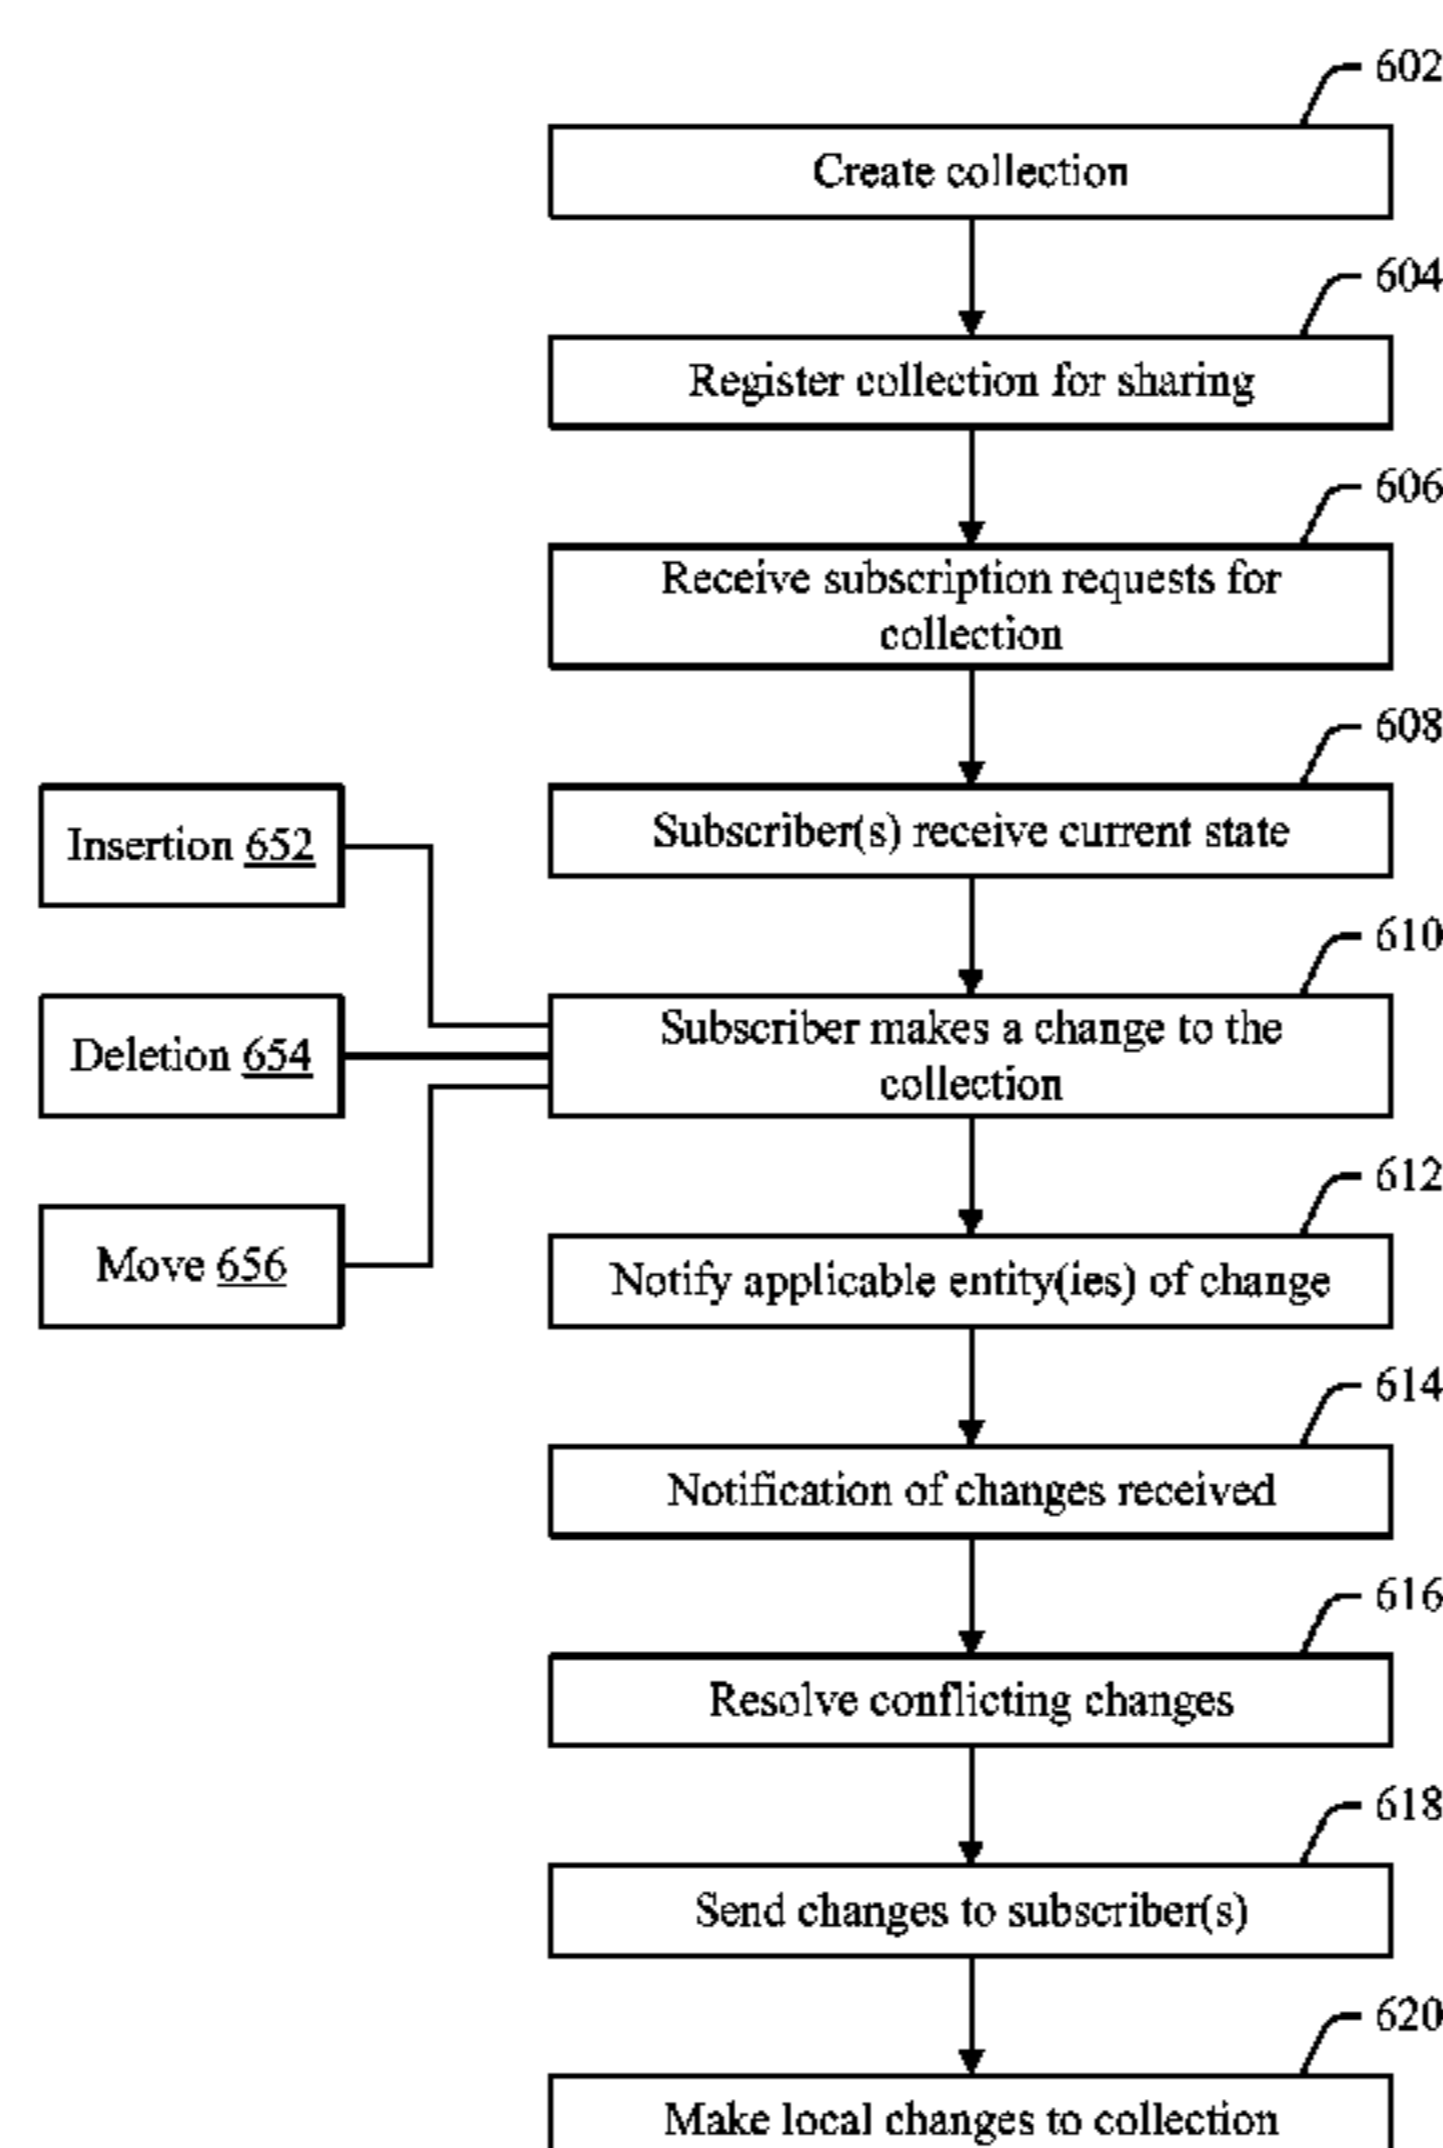 602
Create collection
604
Register collection for sharing
606
Receive subscription requests for
collection
608
Subscriber(s) receive current state
Insertion 652
610
Subscriber makes a change to the
collection
Deletion 654
612
Notify applicable entity(ies) of change
Move 656
614
Notification of changes received
616
Resolve conflicting changes
618
Send changes to subscriber(s)
620
Make local changes to collection